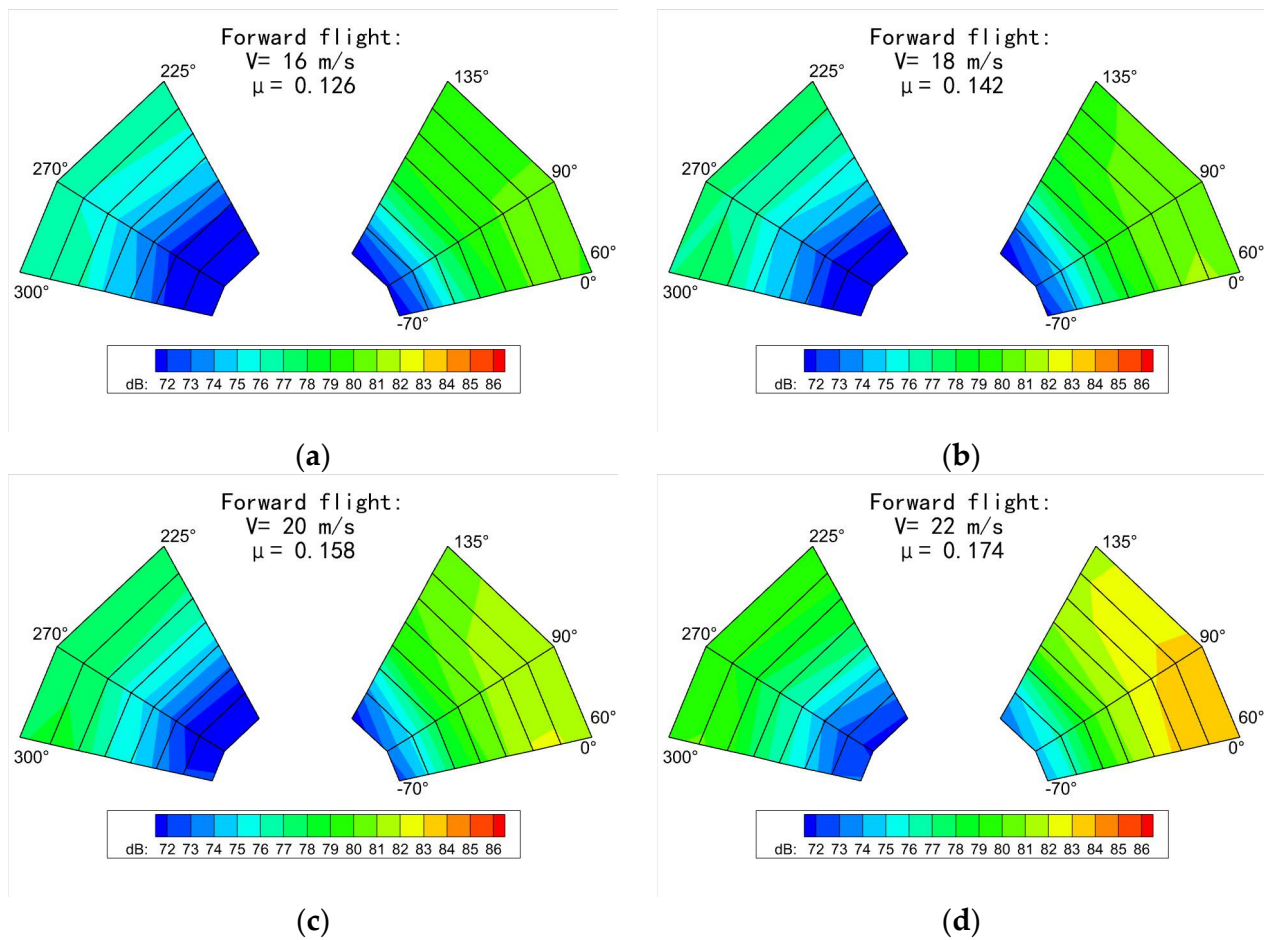 Forward flight:
V= 16 m/s
μ = 0.126
225°
135°
270°
90°
60°
0°
300°
-70°
dB: 72 73 74 75 76 77 78 79 80 81 82 83 84 85 86
(a)
Forward flight:
V= 18 m/s
μ = 0.142
225°
135°
270°
90°
60°
0°
300°
-70°
dB: 72 73 74 75 76 77 78 79 80 81 82 83 84 85 86
(b)
Forward flight:
V= 20 m/s
μ = 0.158
225°
135°
270°
90°
60°
0°
300°
-70°
dB: 72 73 74 75 76 77 78 79 80 81 82 83 84 85 86
(c)
Forward flight:
V= 22 m/s
μ = 0.174
225°
135°
270°
90°
60°
0°
300°
-70°
dB: 72 73 74 75 76 77 78 79 80 81 82 83 84 85 86
(d)